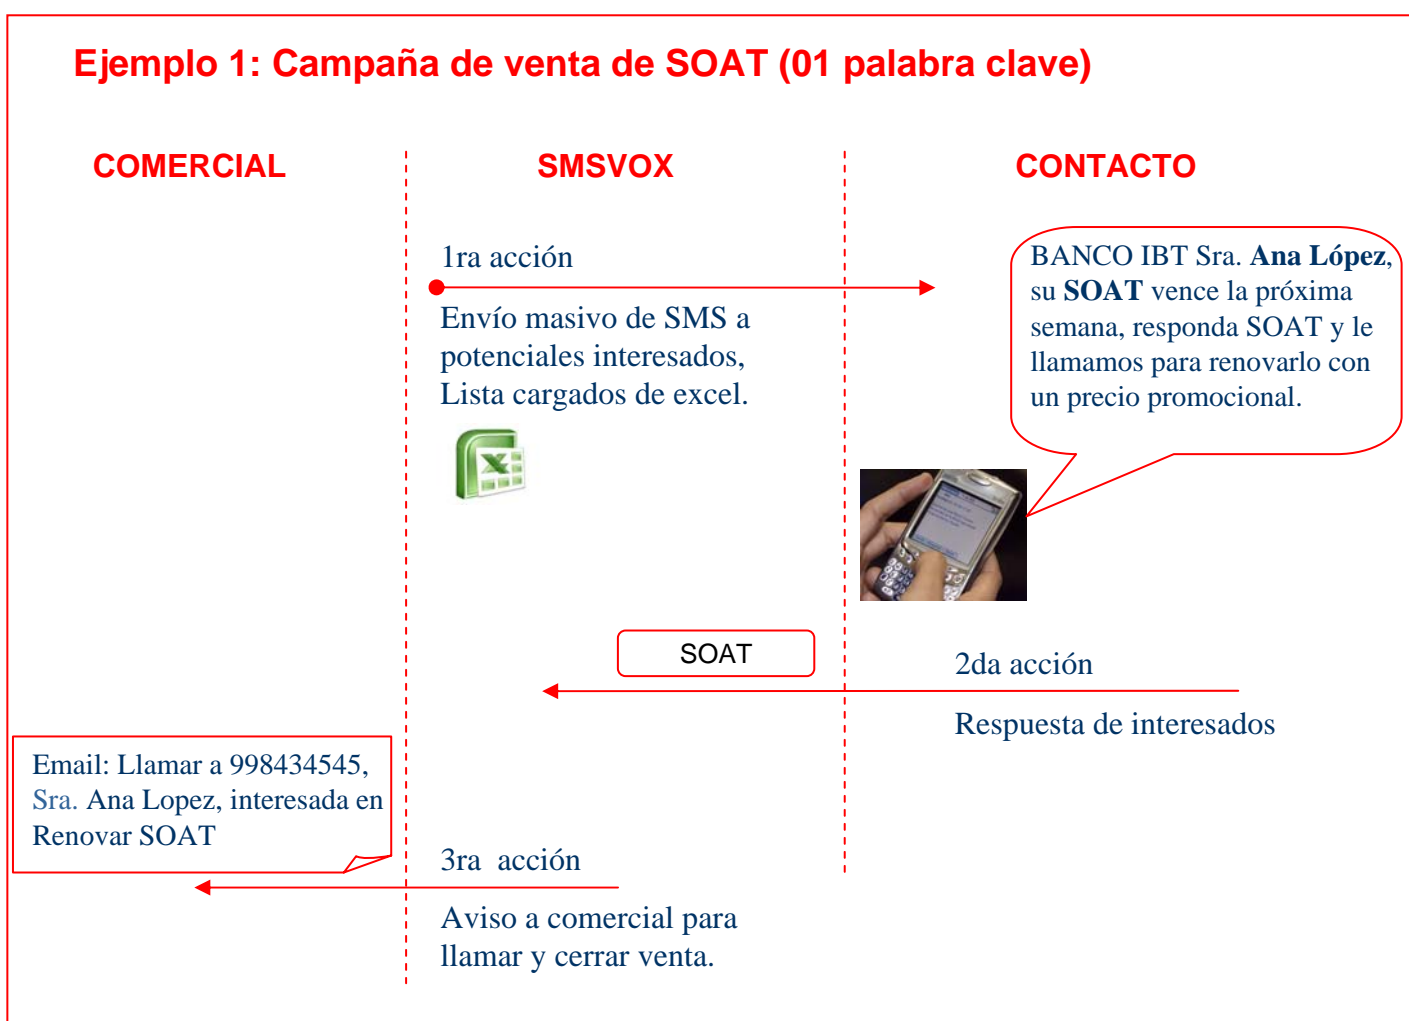 Ejemplo 1: Campaña de venta de SOAT (01 palabra clave)
COMERCIAL
SMSVOX
CONTACTO
1ra acción
Envío masivo de SMS a
potenciales interesados,
Lista cargados de excel.
BANCO IBT Sra. Ana López,
su SOAT vence la próxima
semana, responda SOAT y le
llamamos para renovarlo con
un precio promocional.
SOAT
2da acción
Respuesta de interesados
Email: Llamar a 998434545,
Sra. Ana Lopez, interesada en
Renovar SOAT
3ra  acción
Aviso a comercial para
llamar y cerrar venta.